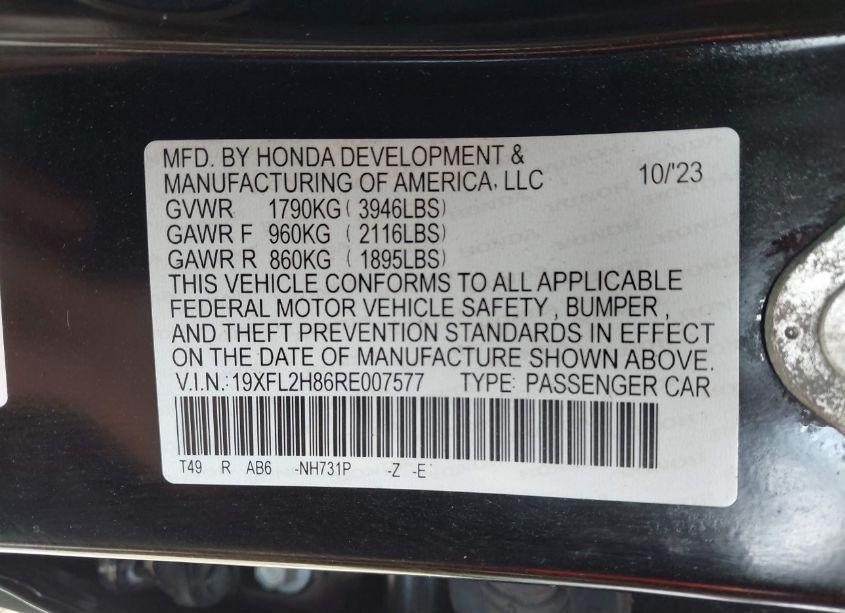 MFD. BY HONDA DEVELOPMENT &
MANUFACTURING OF AMERICA, LLC 10/'23
GVWR 1790KG ( 3946LBS)
GAWR F 960KG ( 2116LBS)
GAWR R 860KG ( 1895LBS)
THIS VEHICLE CONFORMS TO ALL APPLICABLE
FEDERAL MOTOR VEHICLE SAFETY , BUMPER ,
AND THEFT PREVENTION STANDARDS IN EFFECT
ON THE DATE OF MANUFACTURE SHOWN ABOVE.
V.I.N.: 19XFL2H86RE007577 TYPE: PASSENGER CAR
T49 R AB6 -NH731P -Z -E